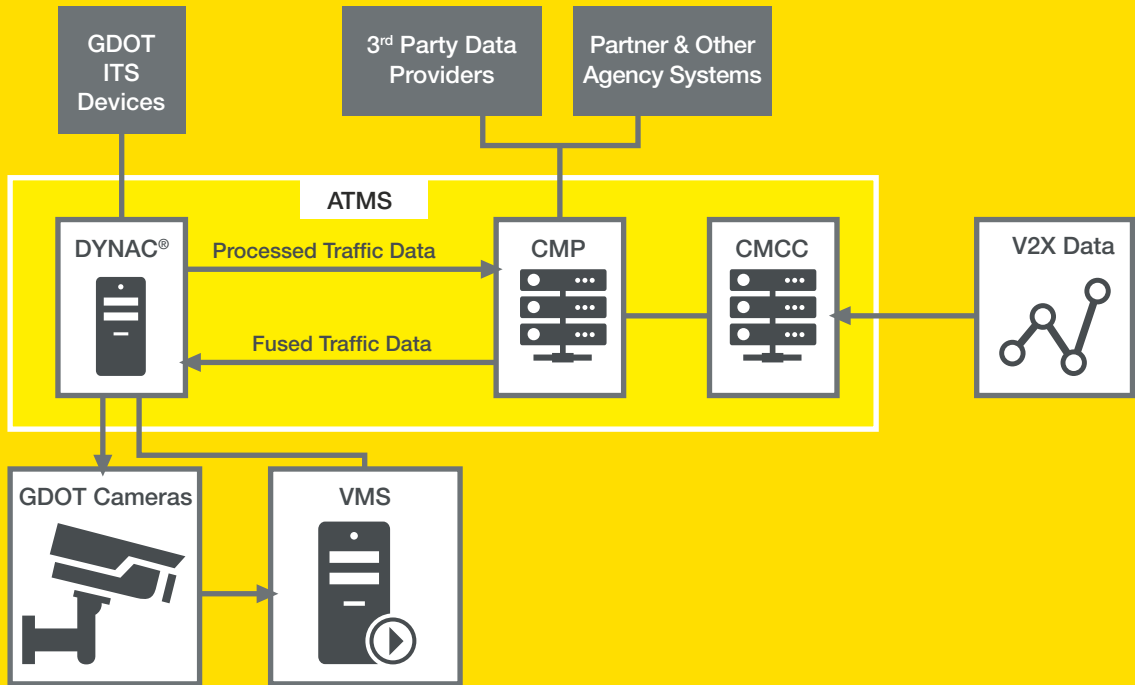 GDOT
ITS
Devices
3rd Party Data
Providers
Partner & Other
Agency Systems
ATMS
DYNAC®
Processed Traffic Data
Fused Traffic Data
CMP
CMCC
V2X Data
GDOT Cameras
VMS